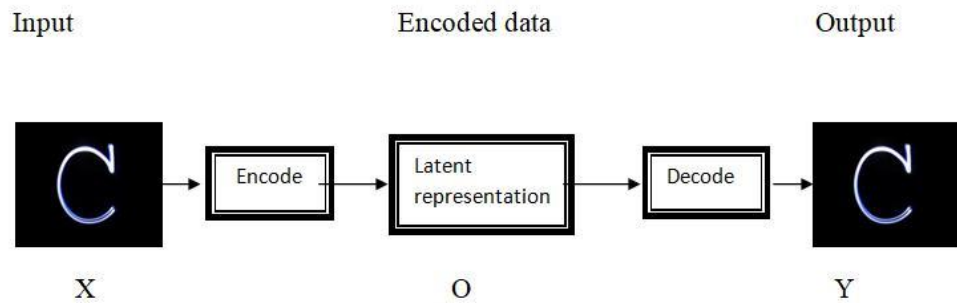 Input Encoded data Output
C Encode Latent representation Decode C
X O Y